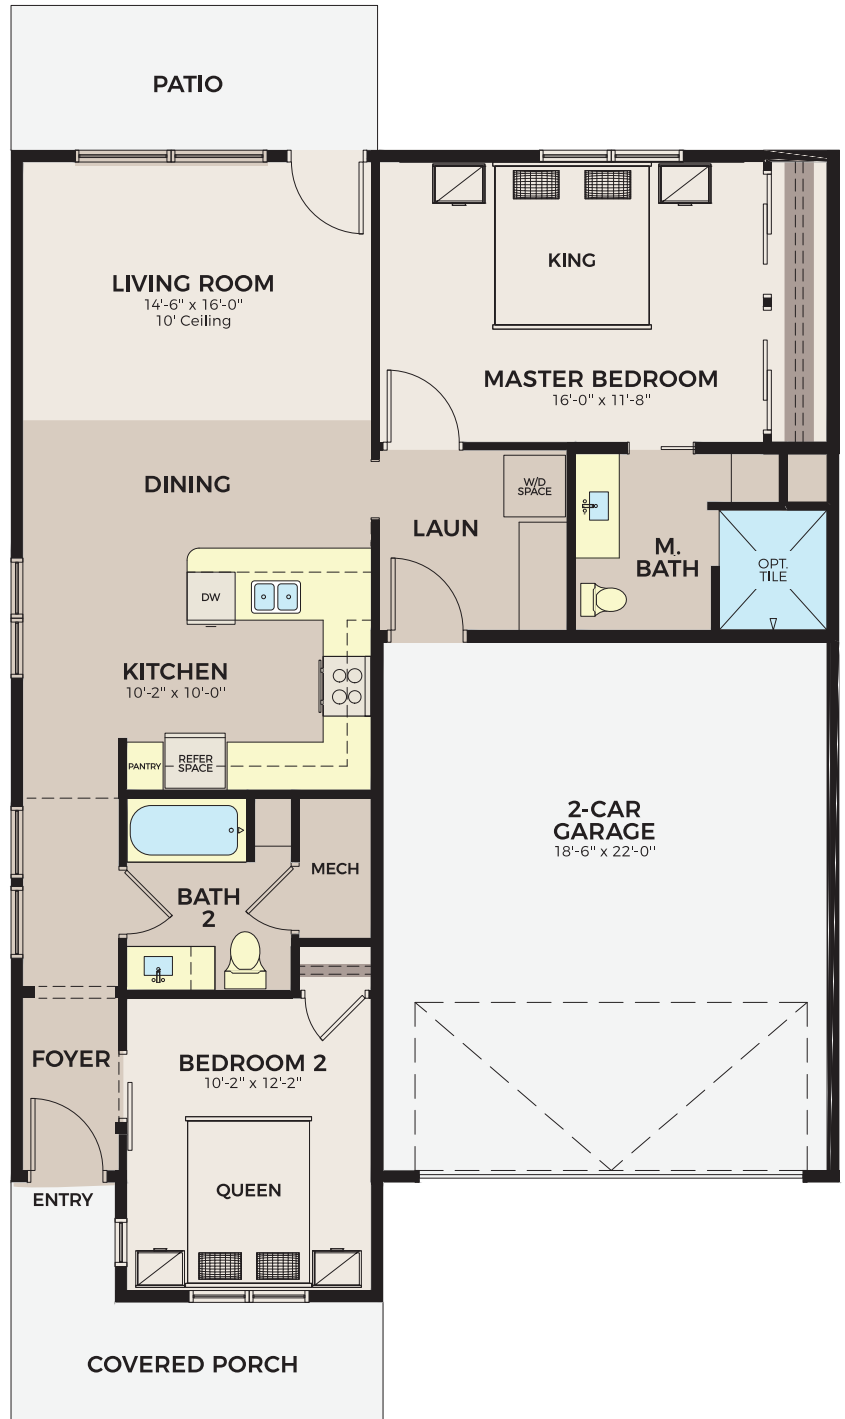 PATIO
LIVING ROOM
14'-6" x 16'-0"
10' Ceiling
KING
MASTER BEDROOM
16'-0" x 11'-8"
DINING
LAUN
W/D
SPACE
M.
BATH
OPT.
TILE
DW
KITCHEN
10'-2" x 10'-0"
PANTRY
REFER
SPACE
2-CAR
GARAGE
18'-6" x 22'-0"
MECH
BATH
2
FOYER
BEDROOM 2
10'-2" x 12'-2"
QUEEN
ENTRY
COVERED PORCH